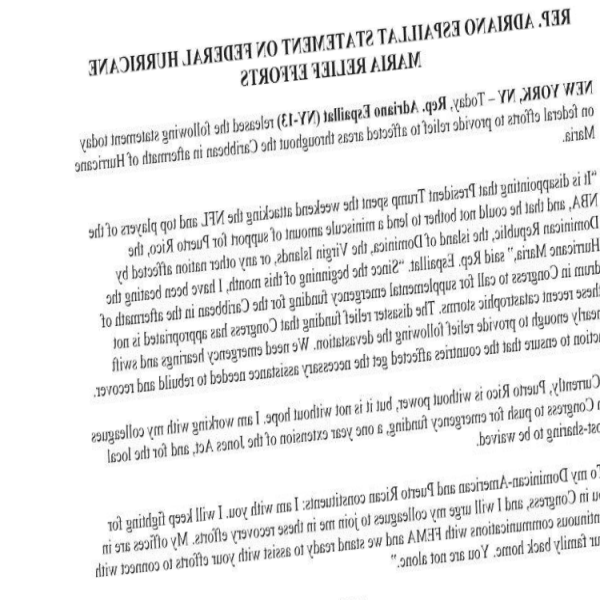 REP. ADRIANO ESPAILLAT STATEMENT ON FEDERAL HURRICANE
MARIA RELIEF EFFORTS
NEW YORK, NY – Today, Rep. Adriano Espaillat (NY-13) released the following statement today
on federal efforts to provide relief to affected areas throughout the Caribbean in aftermath of Hurricane
Maria.
“It is disappointing that President Trump spent the weekend attacking the NFL and top players of the
NBA, and that he could not bother to lend a miniscule amount of support for Puerto Rico, the
Dominican Republic, the island of Dominica, the Virgin Islands, or any other nation affected by
Hurricane Maria,” said Rep. Espaillat. “Since the beginning of this month, I have been beating the
drum in Congress to call for supplemental emergency funding for the Caribbean in the aftermath of
these recent catastrophic storms. The disaster relief funding that Congress has appropriated is not
nearly enough to provide relief following the devastation. We need emergency hearings and swift
action to ensure that the countries affected get the necessary assistance needed to rebuild and recover.
Currently, Puerto Rico is without power, but it is not without hope. I am working with my colleagues
Congress to push for emergency funding, a one year extension of the Jones Act, and for the local
ost-sharing to be waived.
To my Dominican-American and Puerto Rican constituents: I am with you. I will keep fighting for
ou in Congress, and I will urge my colleagues to join me in these recovery efforts. My offices are in
ntinuous communications with FEMA and we stand ready to assist with your efforts to connect with
ur family back home. You are not alone.”